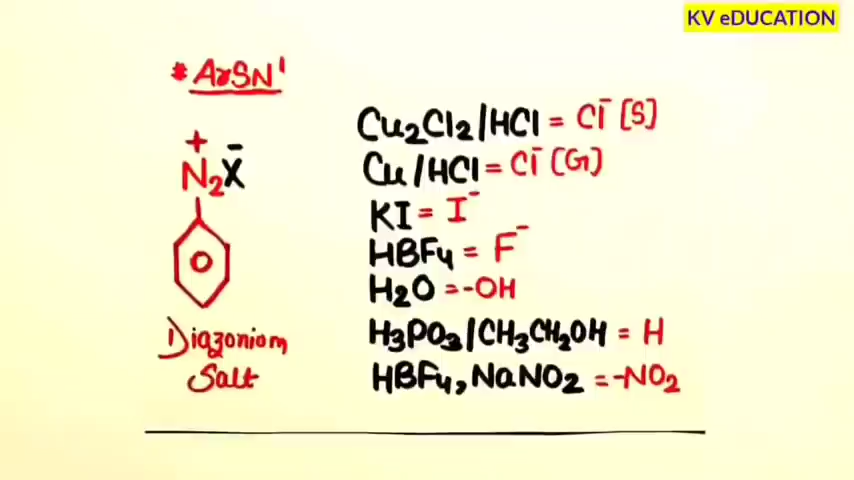 KV eDUCATION
*ArSN'
+ -
N₂X
Diazonium
Salt
Cu₂Cl₂/HCl = Cl⁻ [S]
Cu/HCl = Cl⁻ [G]
KI = I⁻
HBF₄ = F⁻
H₂O = -OH
H₃PO₃/CH₃CH₂OH = H
HBF₄, NaNO₂ = -NO₂